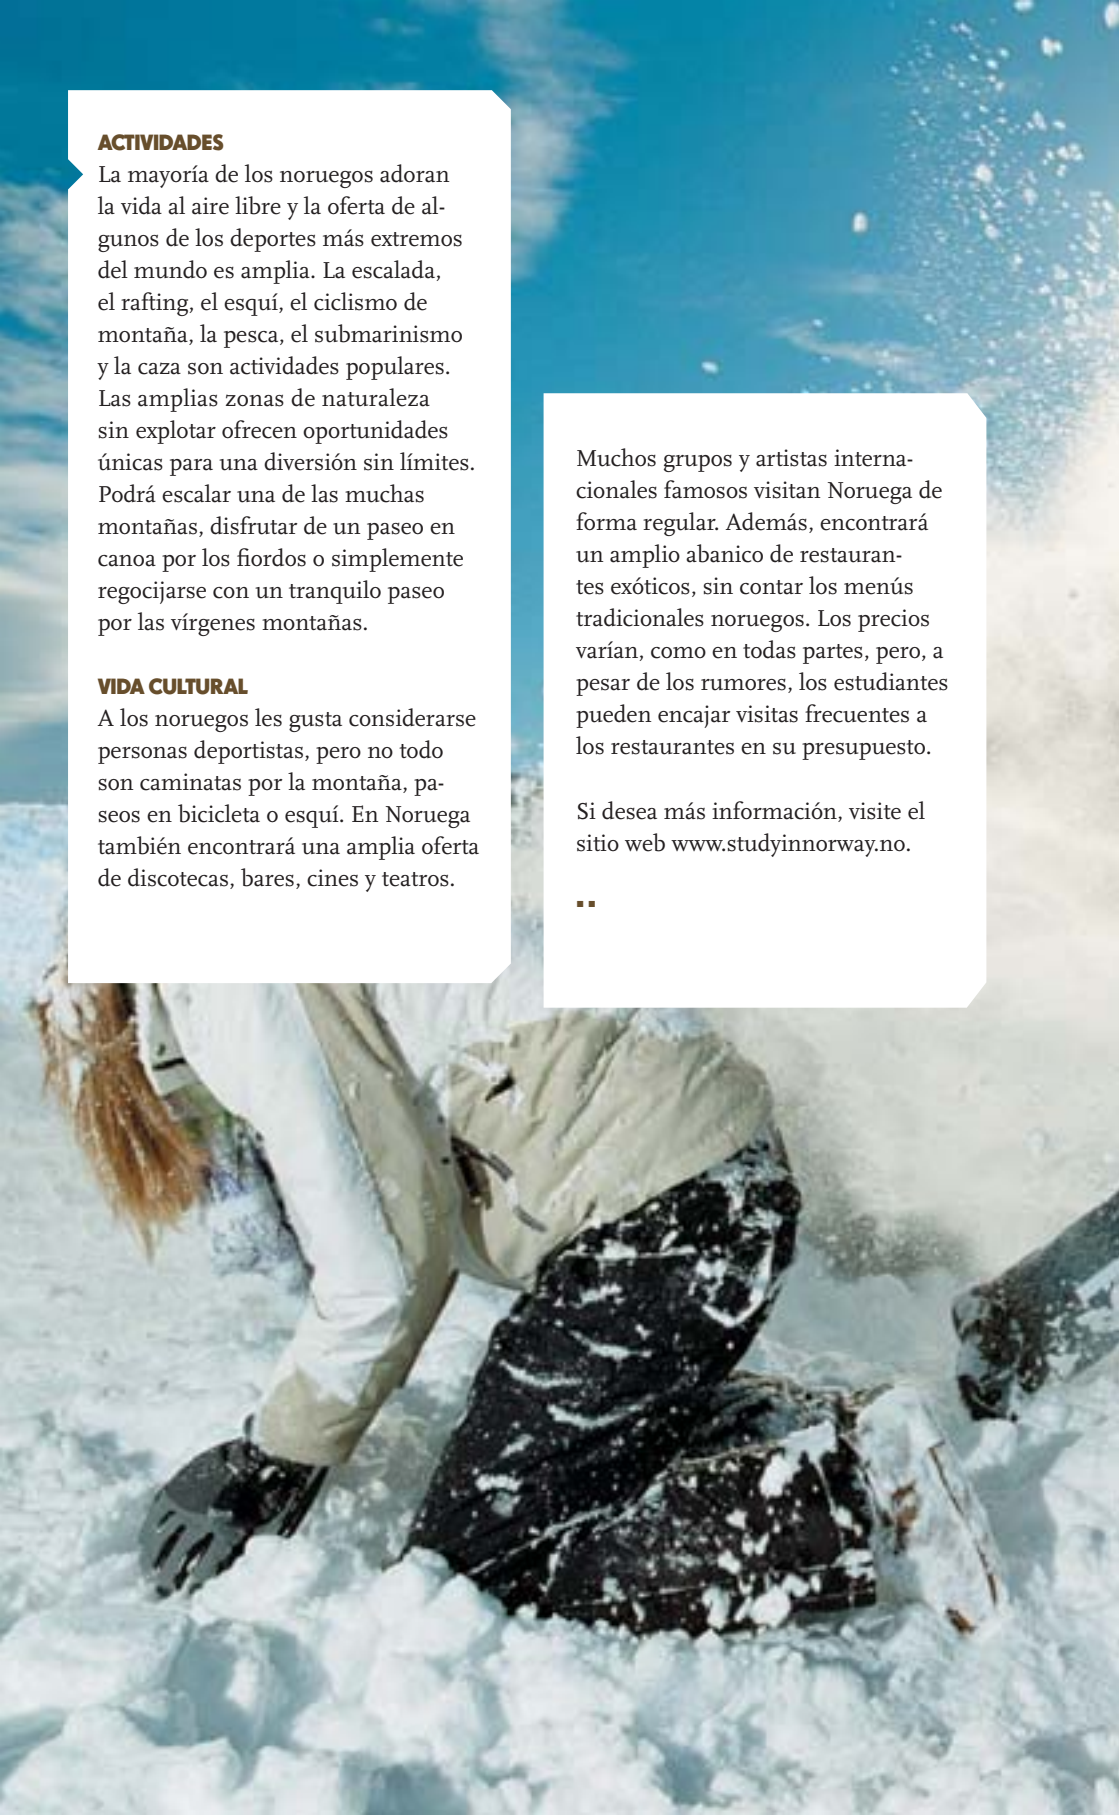 ACTIVIDADES
La mayoría de los noruegos adoran
la vida al aire libre y la oferta de al-
gunos de los deportes más extremos
del mundo es amplia. La escalada,
el rafting, el esquí, el ciclismo de
montaña, la pesca, el submarinismo
y la caza son actividades populares.
Las amplias zonas de naturaleza
sin explotar ofrecen oportunidades
únicas para una diversión sin límites.
Podrá escalar una de las muchas
montañas, disfrutar de un paseo en
canoa por los fiordos o simplemente
regocijarse con un tranquilo paseo
por las vírgenes montañas.
VIDA CULTURAL
A los noruegos les gusta considerarse
personas deportistas, pero no todo
son caminatas por la montaña, pa-
seos en bicicleta o esquí. En Noruega
también encontrará una amplia oferta
de discotecas, bares, cines y teatros.
Muchos grupos y artistas interna-
cionales famosos visitan Noruega de
forma regular. Además, encontrará
un amplio abanico de restauran-
tes exóticos, sin contar los menús
tradicionales noruegos. Los precios
varían, como en todas partes, pero, a
pesar de los rumores, los estudiantes
pueden encajar visitas frecuentes a
los restaurantes en su presupuesto.
Si desea más información, visite el
sitio web www.studyinnorway.no.